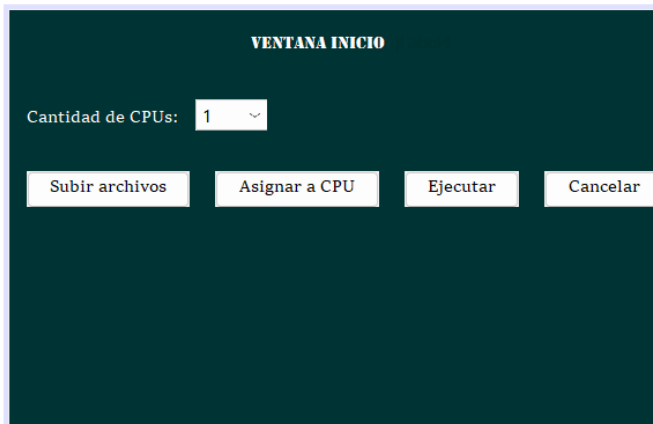 VENTANA INICIO
Cantidad de CPUs: 1
Subir archivos Asignar a CPU Ejecutar Cancelar